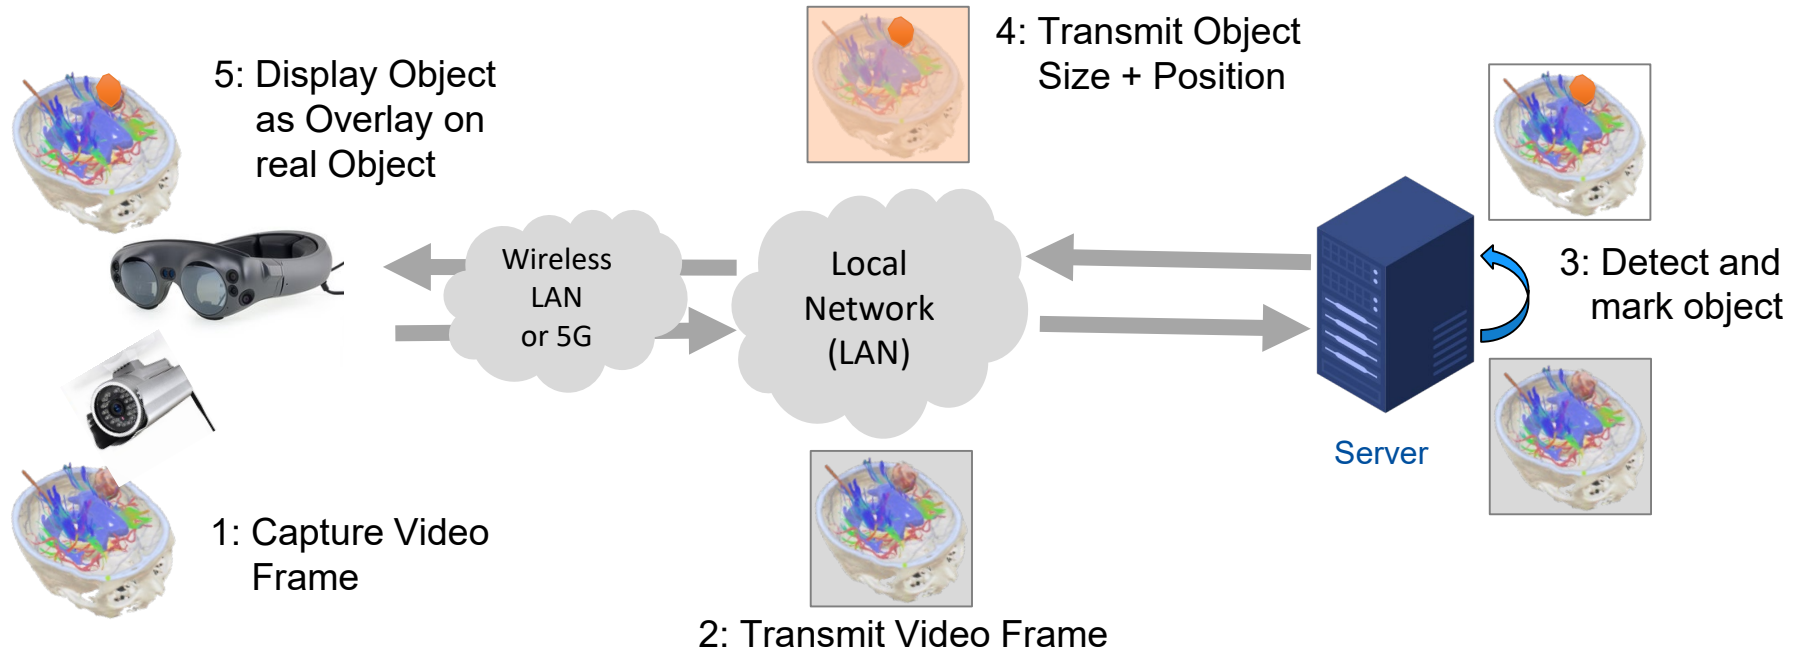 5: Display Object
as Overlay on
real Object
4: Transmit Object
Size + Position
Wireless
LAN
or 5G
Local
Network
(LAN)
3: Detect and
mark object
Server
1: Capture Video
Frame
2: Transmit Video Frame